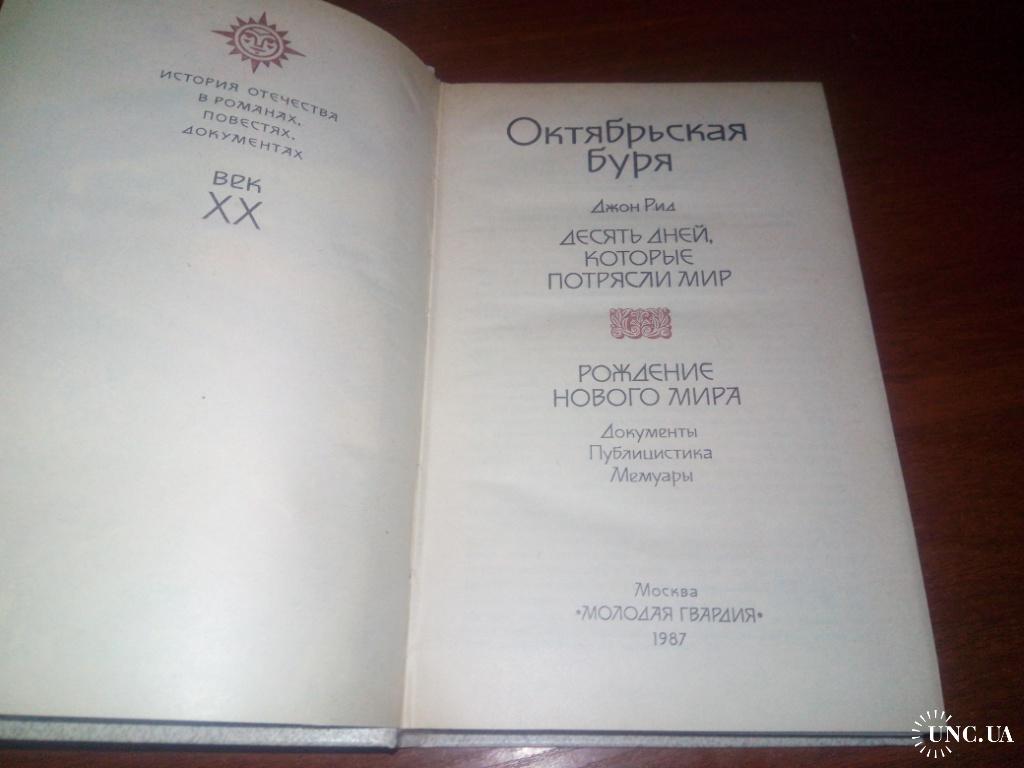 ИСТОРИЯ ОТЕЧЕСТВА
В РОМАНАХ,
ПОВЕСТЯХ,
ДОКУМЕНТАХ
ВЕК
XX
Октябрьская
буря
Джон Рид
ДЕСЯТЬ ДНЕЙ,
КОТОРЫЕ
ПОТРЯСЛИ МИР
РОЖДЕНИЕ
НОВОГО МИРА
Документы
Публицистика
Мемуары
Москва
«МОЛОДАЯ ГВАРДИЯ»
1987
UNC.UA